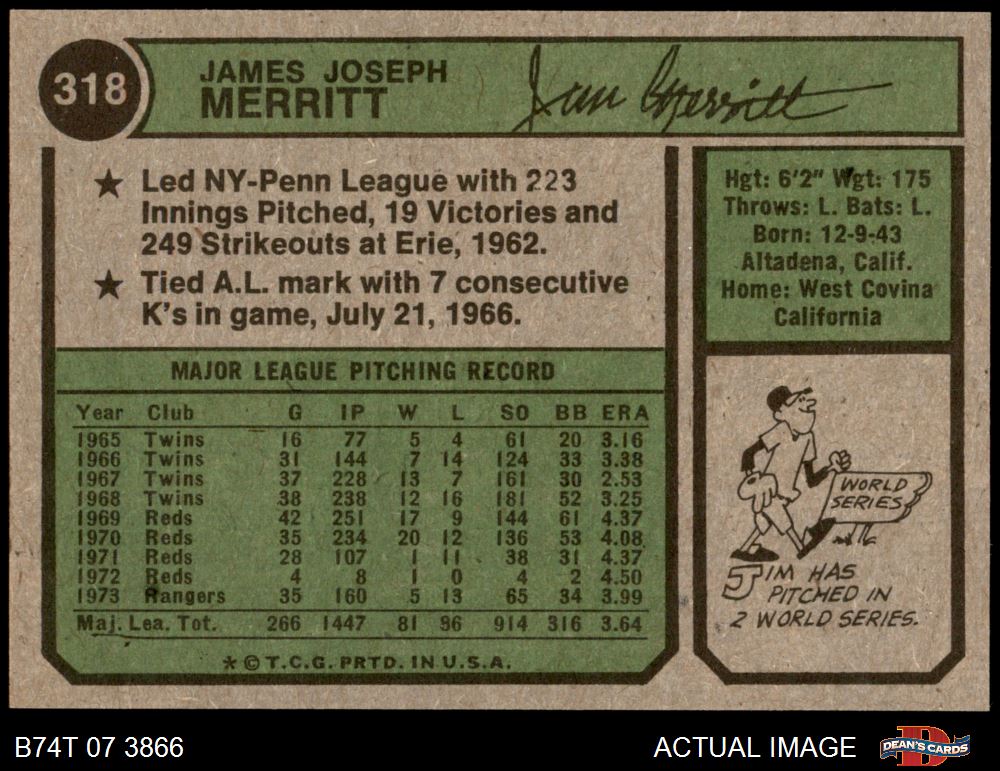 318
JAMES JOSEPH
MERRITT
Jim Merritt
★ Led NY-Penn League with 223
Innings Pitched, 19 Victories and
249 Strikeouts at Erie, 1962.
★ Tied A.L. mark with 7 consecutive
K's in game, July 21, 1966.
Hgt: 6'2" Wgt: 175
Throws: L. Bats: L.
Born: 12-9-43
Altadena, Calif.
Home: West Covina
California
MAJOR LEAGUE PITCHING RECORD
Year Club G IP W L SO BB ERA
1965 Twins 16 77 5 4 61 20 3.16
1966 Twins 31 144 7 14 124 33 3.38
1967 Twins 37 228 13 7 161 30 2.53
1968 Twins 38 238 12 16 181 52 3.25
1969 Reds 42 251 17 9 144 61 4.37
1970 Reds 35 234 20 12 136 53 4.08
1971 Reds 28 107 1 11 38 31 4.37
1972 Reds 4 8 1 0 4 2 4.50
1973 Rangers 35 160 5 13 65 34 3.99
Maj. Lea. Tot. 266 1447 81 86 914 316 3.64
* © T.C.G. PRTD. IN U.S.A.
WORLD
SERIES
JIM HAS
PITCHED IN
2 WORLD SERIES.
B74T 07 3866
ACTUAL IMAGE
DEAN'S CARDS